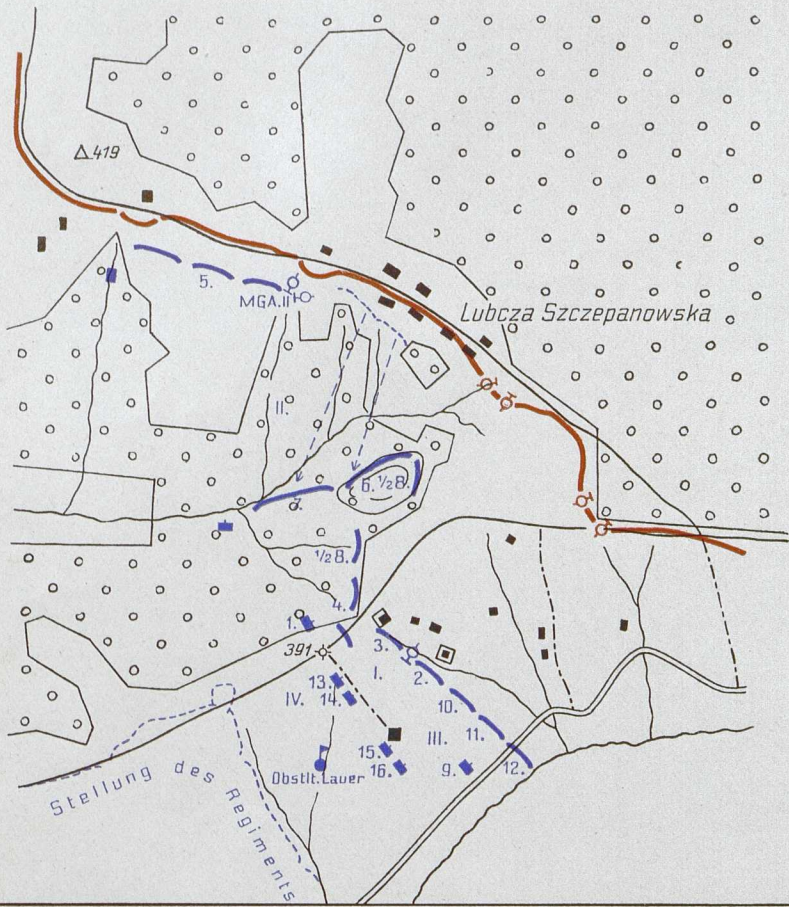 △419
5.
MGA.II
Lubcza Szczepanowska
II.
6. ½8.
7.
½8.
4.
1.
391
3.
I.
2.
13.
IV. 14.
10.
III. 11.
15.
16.
9.
12.
Obstlt. Lauer
Stellung des Regiments